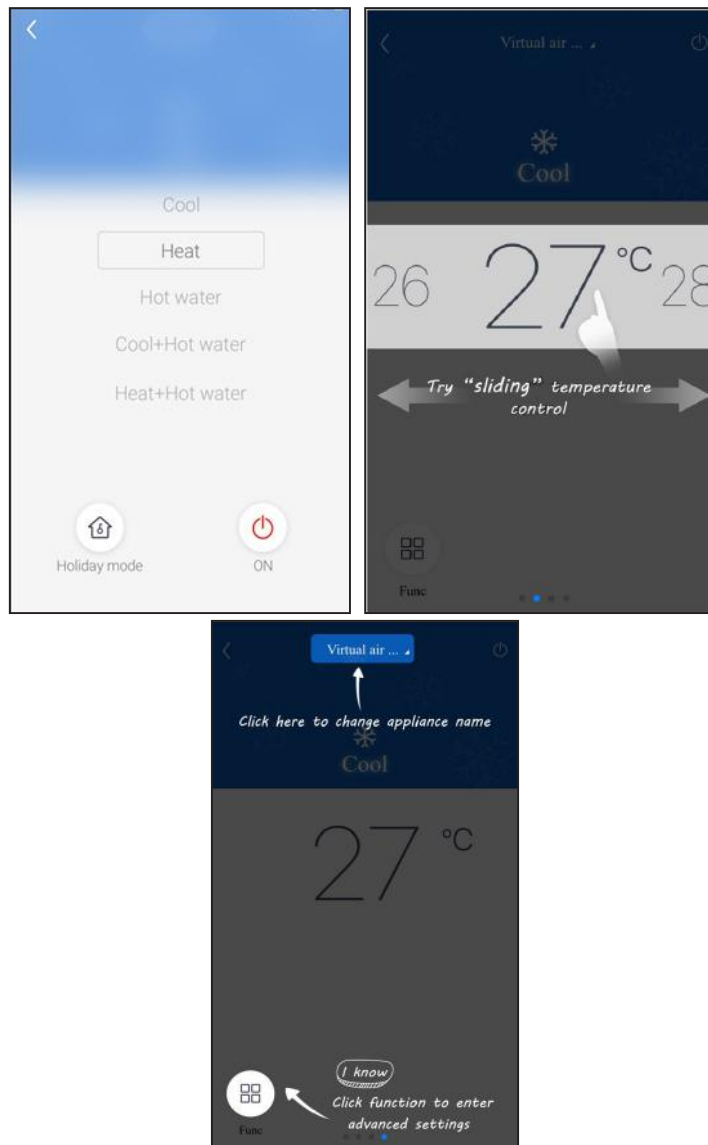 Cool
Heat
Hot water
Cool+Hot water
Heat+Hot water
Holiday mode
ON
Virtual air ...
Cool
26 27 °C 28
Try “sliding” temperature
control
Func
Virtual air ...
Click here to change appliance name
Cool
27 °C
I know
Click function to enter
advanced settings
Func